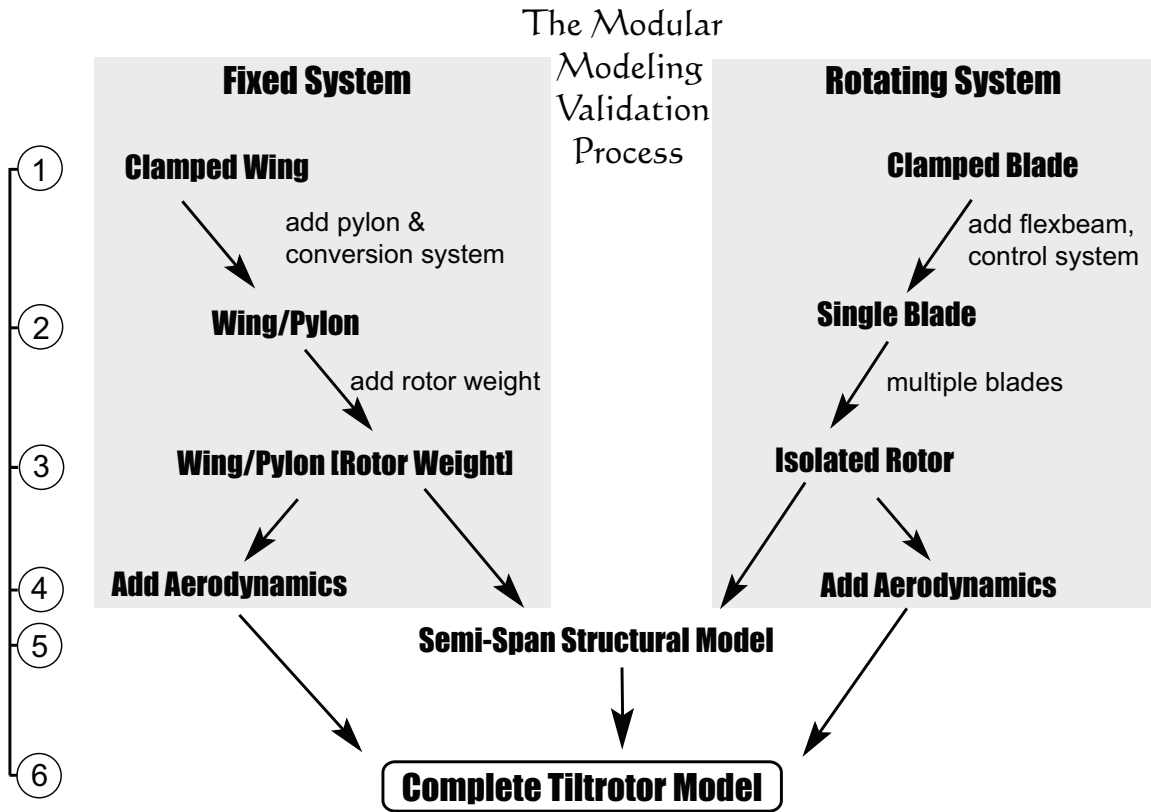 The Modular
Modeling
Validation
Process
Fixed System
Rotating System
1
Clamped Wing
Clamped Blade
add pylon &
conversion system
add flexbeam,
control system
2
Wing/Pylon
Single Blade
add rotor weight
multiple blades
3
Wing/Pylon [Rotor Weight]
Isolated Rotor
4
Add Aerodynamics
Add Aerodynamics
5
Semi-Span Structural Model
6
Complete Tiltrotor Model